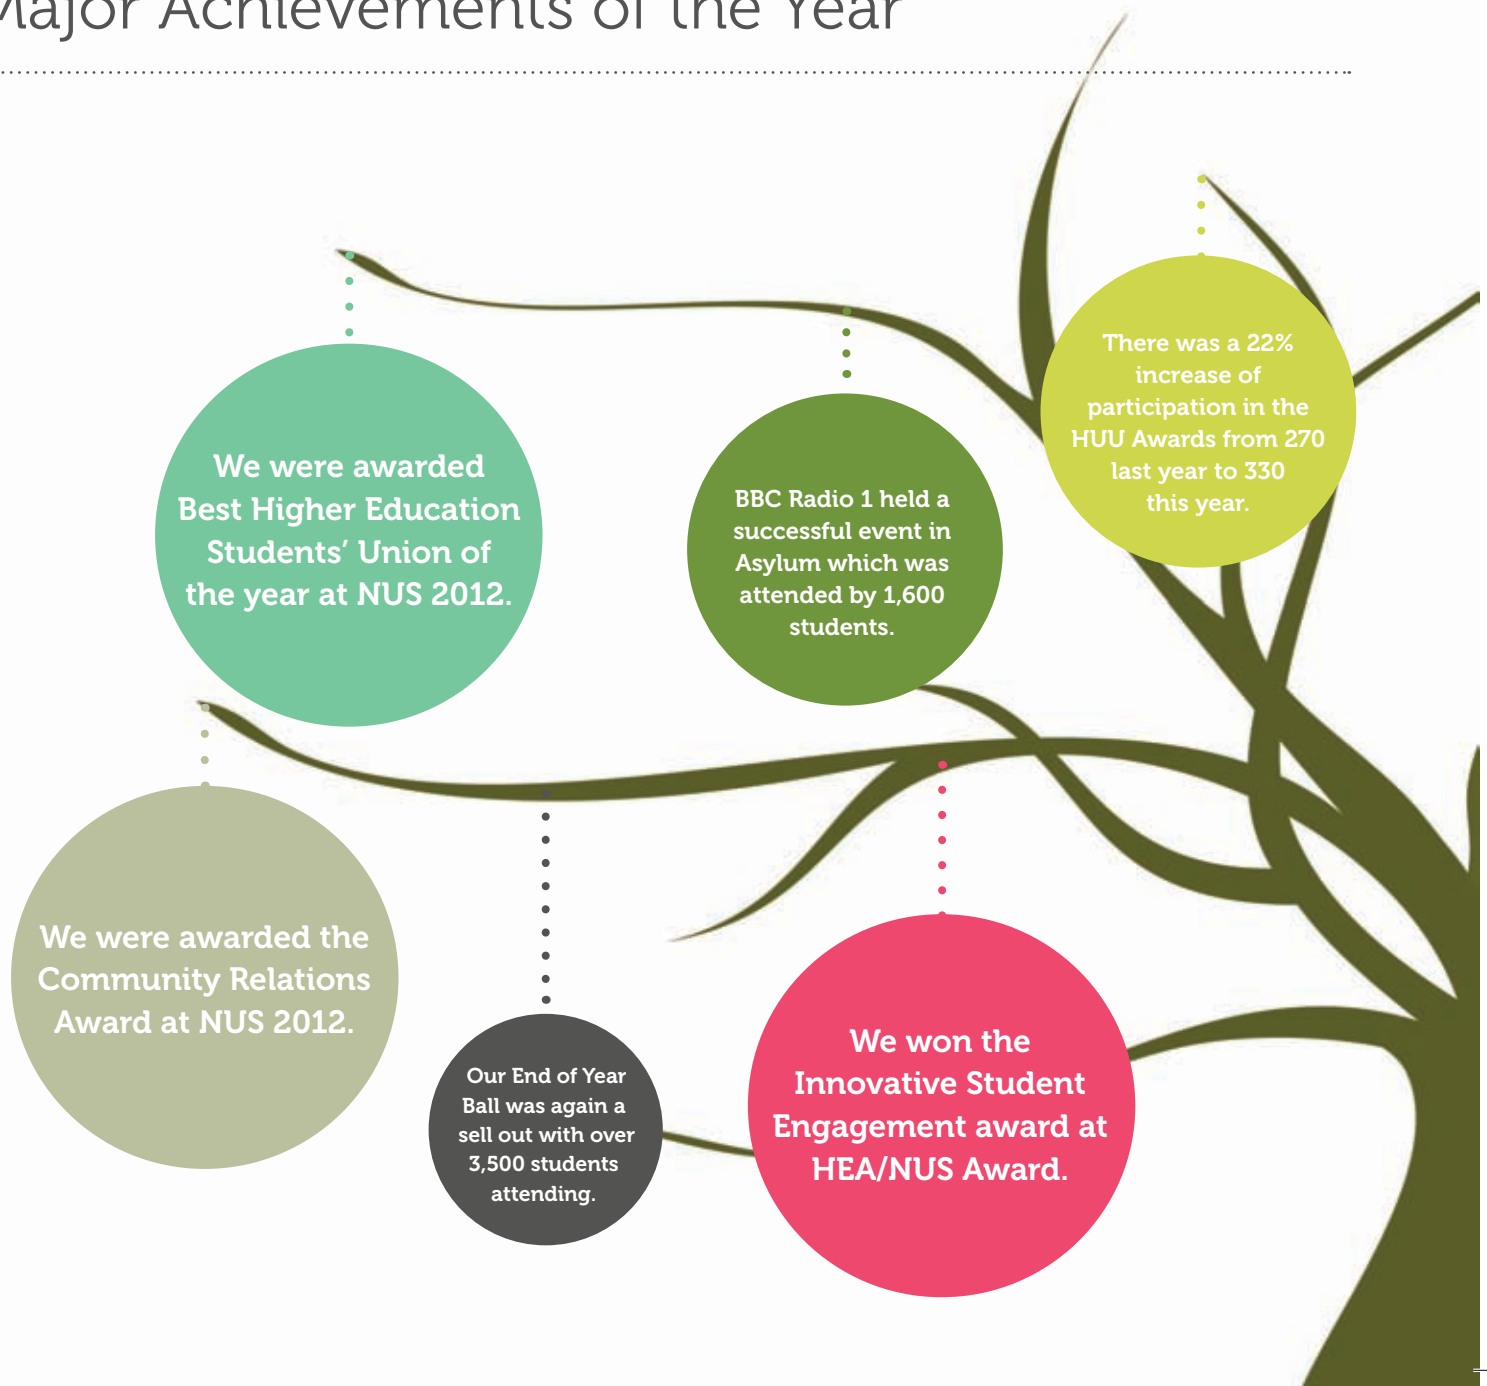 Major Achievements of the Year
We were awarded
Best Higher Education
Students’ Union of
the year at NUS 2012.
BBC Radio 1 held a
successful event in
Asylum which was
attended by 1,600
students.
There was a 22%
increase of
participation in the
HUU Awards from 270
last year to 330
this year.
We were awarded the
Community Relations
Award at NUS 2012.
Our End of Year
Ball was again a
sell out with over
3,500 students
attending.
We won the
Innovative Student
Engagement award at
HEA/NUS Award.